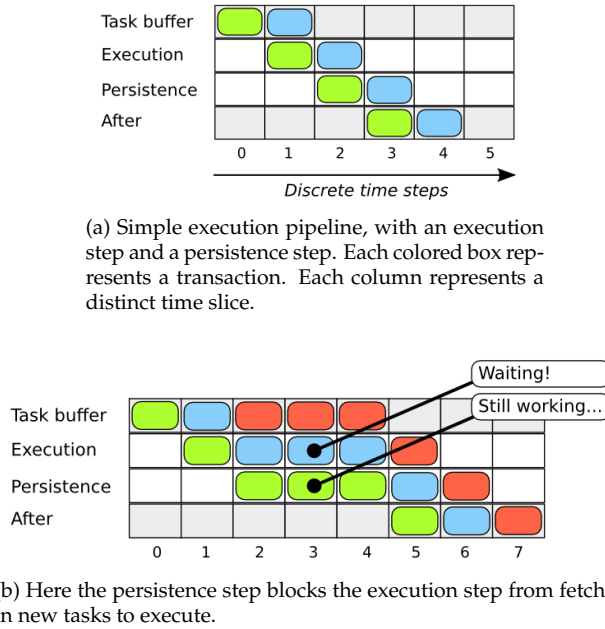 Task buffer
Execution
Persistence
After
0 1 2 3 4 5
Discrete time steps
(a) Simple execution pipeline, with an execution
step and a persistence step. Each colored box rep-
resents a transaction. Each column represents a
distinct time slice.
Waiting!
Still working...
Task buffer
Execution
Persistence
After
0 1 2 3 4 5 6 7
b) Here the persistence step blocks the execution step from fetch
n new tasks to execute.